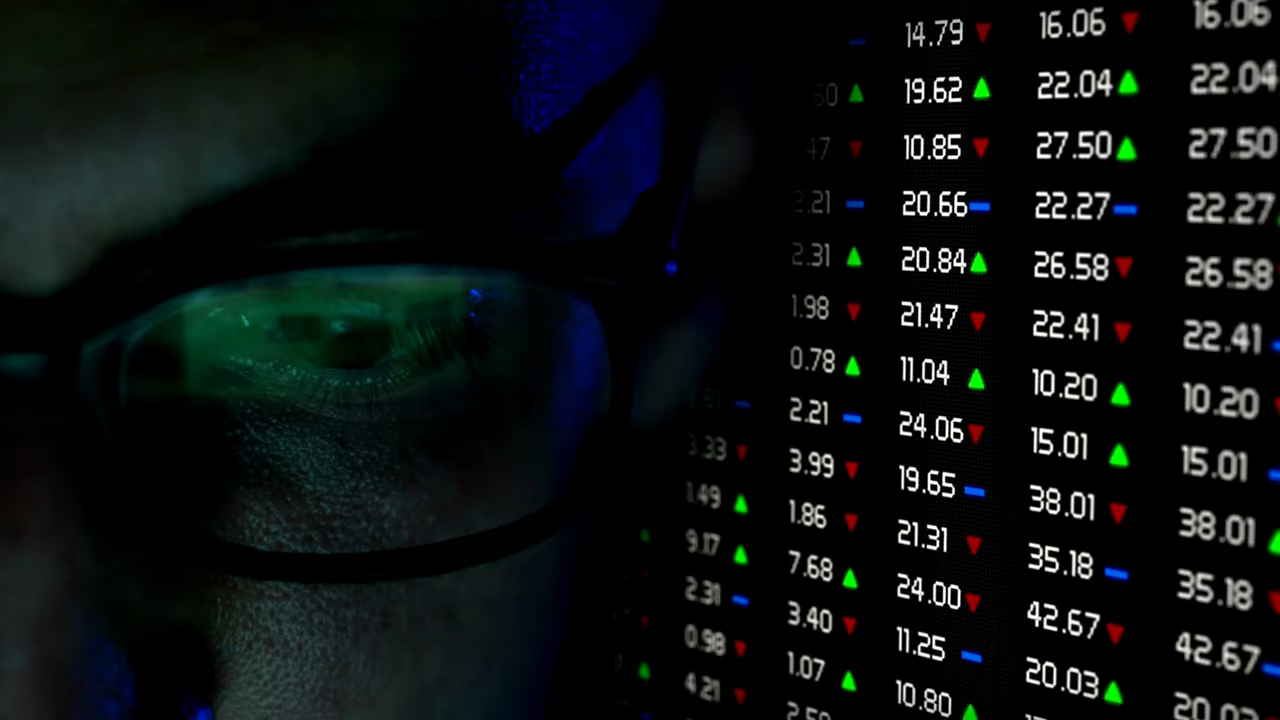 14.79 16.06 16.06
19.62 22.04 22.04
10.85 27.50 27.50
2.21 20.66 22.27 22.27
2.31 20.84 26.58 26.58
1.98 21.47 22.41 22.41
0.78 11.04 10.20 10.20
2.21 24.06 15.01 15.01
3.33 3.99 19.65 38.01 38.01
1.49 1.86 21.31 35.18 35.18
9.17 7.68 24.00 42.67 42.67
2.31 3.40 11.25 20.03 20.03
0.98 1.07 10.80
4.21